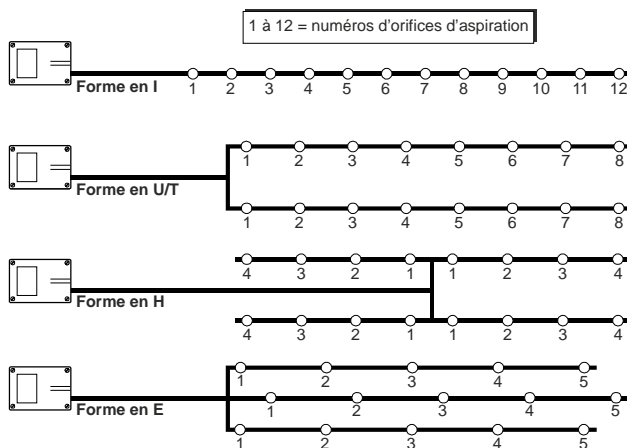 1 à 12 = numéros d'orifices d'aspiration
Forme en I
1 2 3 4 5 6 7 8 9 10 11 12
1 2 3 4 5 6 7 8
Forme en U/T
1 2 3 4 5 6 7 8
4 3 2 1 1 2 3 4
Forme en H
4 3 2 1 1 2 3 4
1 2 3 4 5
Forme en E
1 2 3 4 5
1 2 3 4 5